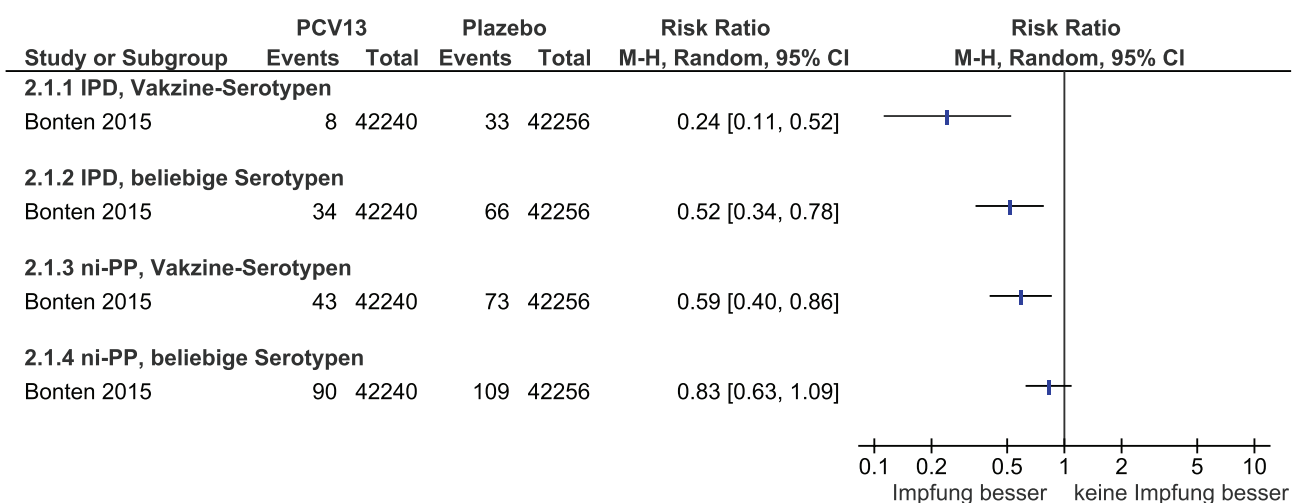 PCV13 Plazebo Risk Ratio Risk Ratio
Study or Subgroup Events Total Events Total M-H, Random, 95% CI M-H, Random, 95% CI
2.1.1 IPD, Vakzine-Serotypen
Bonten 2015 8 42240 33 42256 0.24 [0.11, 0.52]
2.1.2 IPD, beliebige Serotypen
Bonten 2015 34 42240 66 42256 0.52 [0.34, 0.78]
2.1.3 ni-PP, Vakzine-Serotypen
Bonten 2015 43 42240 73 42256 0.59 [0.40, 0.86]
2.1.4 ni-PP, beliebige Serotypen
Bonten 2015 90 42240 109 42256 0.83 [0.63, 1.09]
0.1 0.2 0.5 1 2 5 10
Impfung besser keine Impfung besser